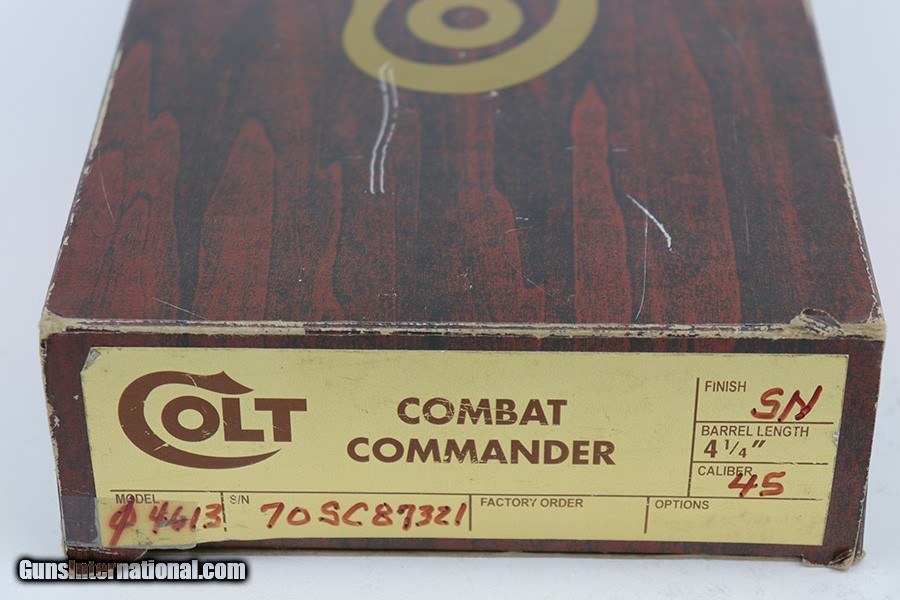 COLT
COMBAT
COMMANDER
FINISH
SN
BARREL LENGTH
4 1/4"
CALIBER
45
MODEL
4613
S/N
70SC87321
FACTORY ORDER
OPTIONS
GunsInternational.com